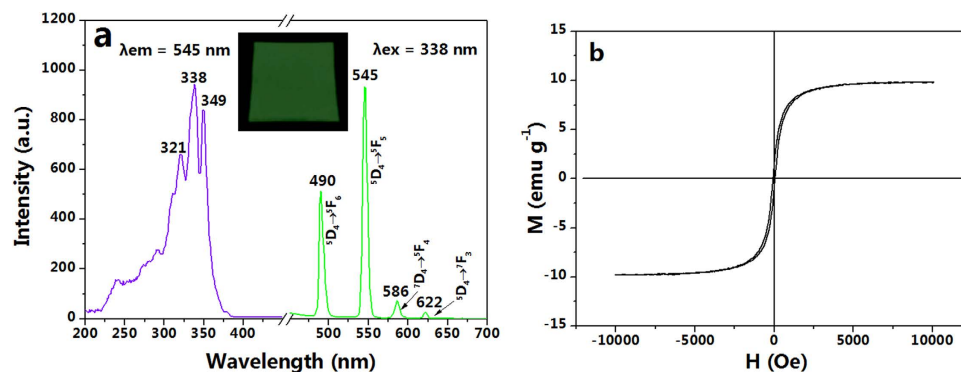 a
λem = 545 nm
λex = 338 nm
1200
1000
800
600
400
200
0
Intensity (a.u.)
321
338
349
490
⁵D₄→⁵F₆
545
⁵D₄→⁵F₅
586
⁷D₄→⁵F₄
622
⁵D₄→⁷F₃
200 250 300 350 400 500 550 600 650 700
Wavelength (nm)
b
15
10
5
0
-5
-10
-15
M (emu g⁻¹)
-10000 -5000 0 5000 10000
H (Oe)